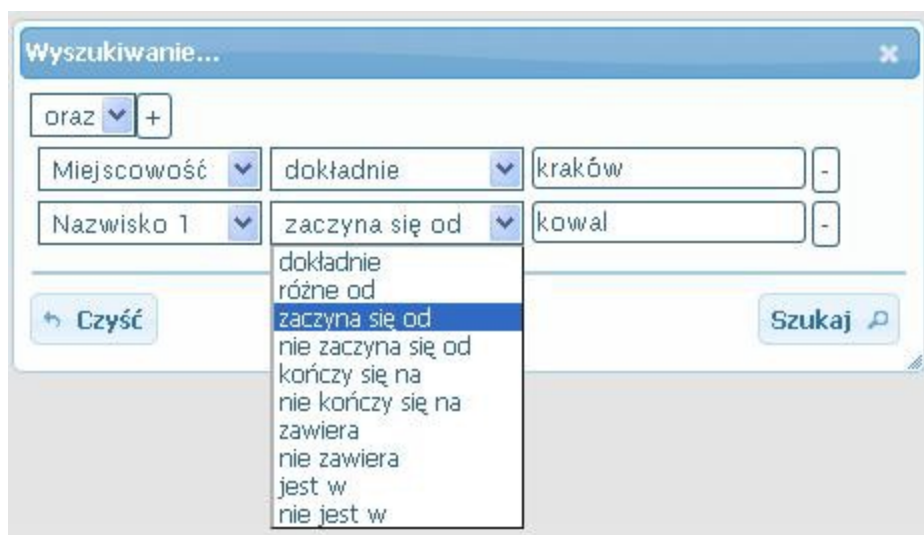 Wyszukiwanie...
oraz +
Miejscowość dokładnie kraków -
Nazwisko 1 zaczyna się od kowal -
dokładnie
różne od
zaczyna się od
nie zaczyna się od
kończy się na
nie kończy się na
zawiera
nie zawiera
jest w
nie jest w
Czyść
Szukaj